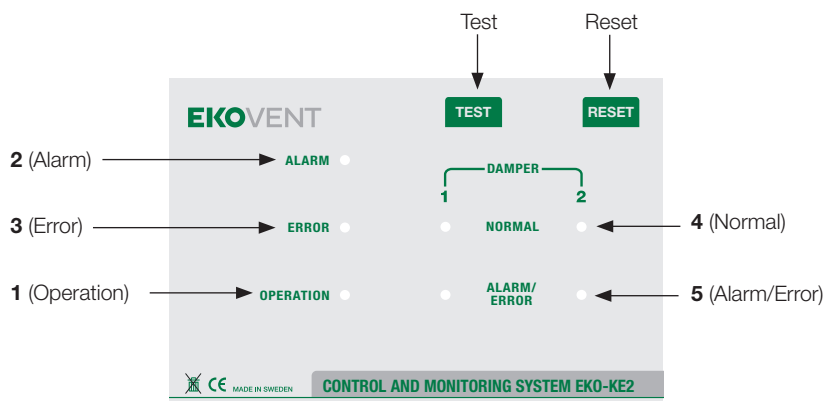 Test Reset
EKOVENT
TEST RESET
2 (Alarm)
ALARM
DAMPER
1 2
3 (Error)
ERROR
NORMAL
4 (Normal)
1 (Operation)
OPERATION
ALARM/
ERROR
5 (Alarm/Error)
CE MADE IN SWEDEN
CONTROL AND MONITORING SYSTEM EKO-KE2